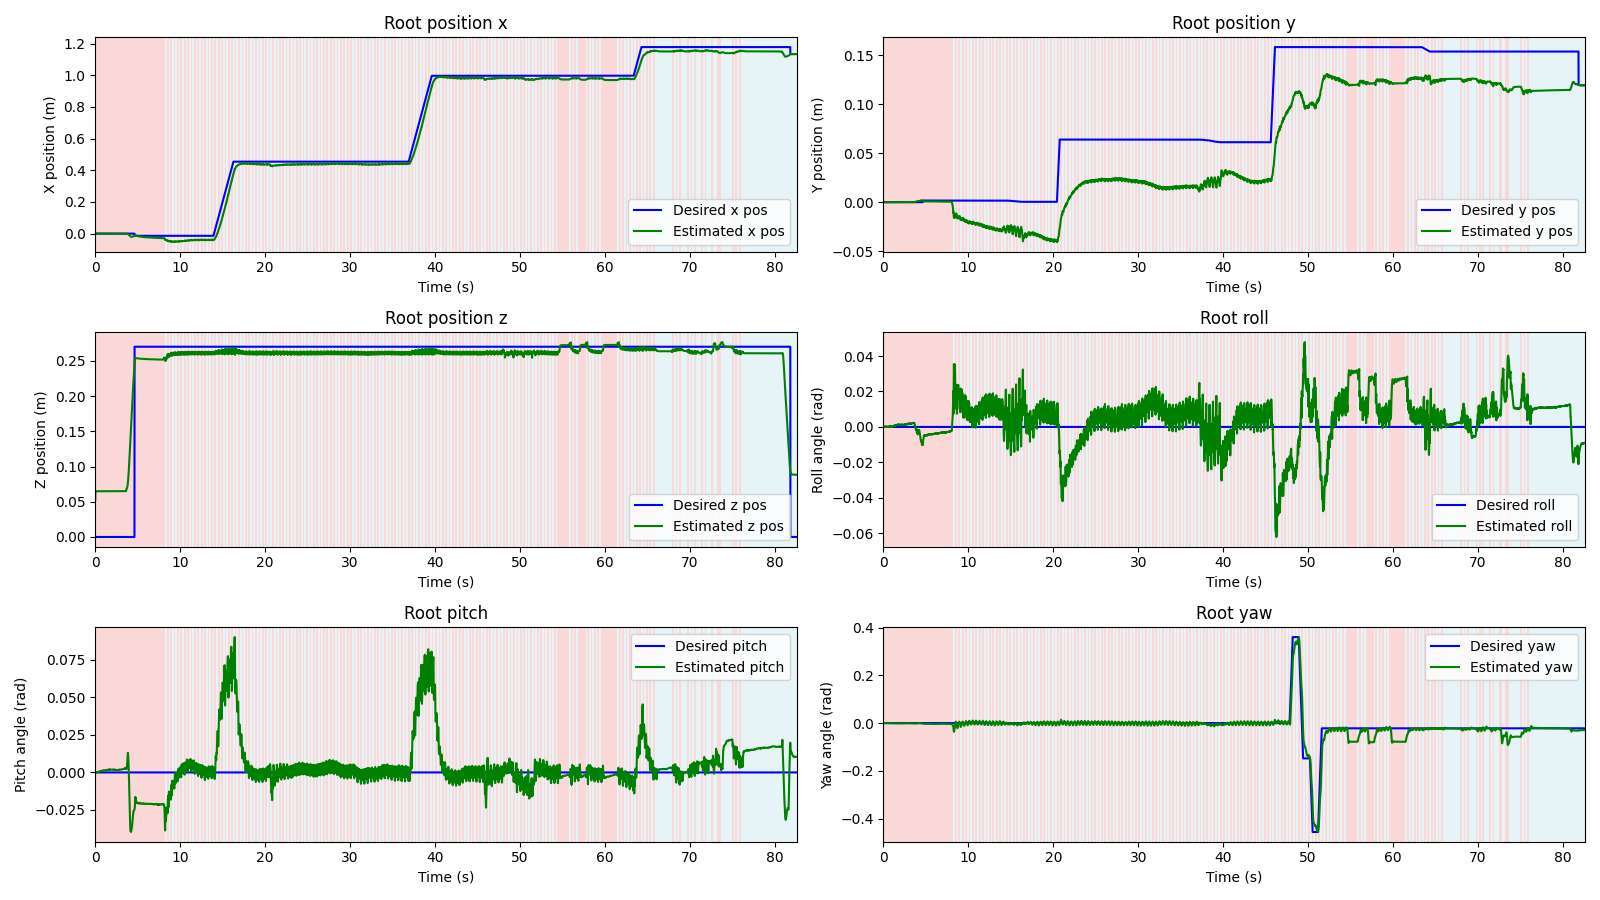 Root position x
1.2
1.0
0.8
0.6
0.4
0.2
0.0
X position (m)
Desired x pos
Estimated x pos
0 10 20 30 40 50 60 70 80
Time (s)
Root position y
0.15
0.10
0.05
0.00
−0.05
Y position (m)
Desired y pos
Estimated y pos
0 10 20 30 40 50 60 70 80
Time (s)
Root position z
0.25
0.20
0.15
0.10
0.05
0.00
Z position (m)
Desired z pos
Estimated z pos
0 10 20 30 40 50 60 70 80
Time (s)
Root roll
0.04
0.02
0.00
−0.02
−0.04
−0.06
Roll angle (rad)
Desired roll
Estimated roll
0 10 20 30 40 50 60 70 80
Time (s)
Root pitch
0.075
0.050
0.025
0.000
−0.025
Pitch angle (rad)
Desired pitch
Estimated pitch
0 10 20 30 40 50 60 70 80
Time (s)
Root yaw
0.4
0.2
0.0
−0.2
−0.4
Yaw angle (rad)
Desired yaw
Estimated yaw
0 10 20 30 40 50 60 70 80
Time (s)